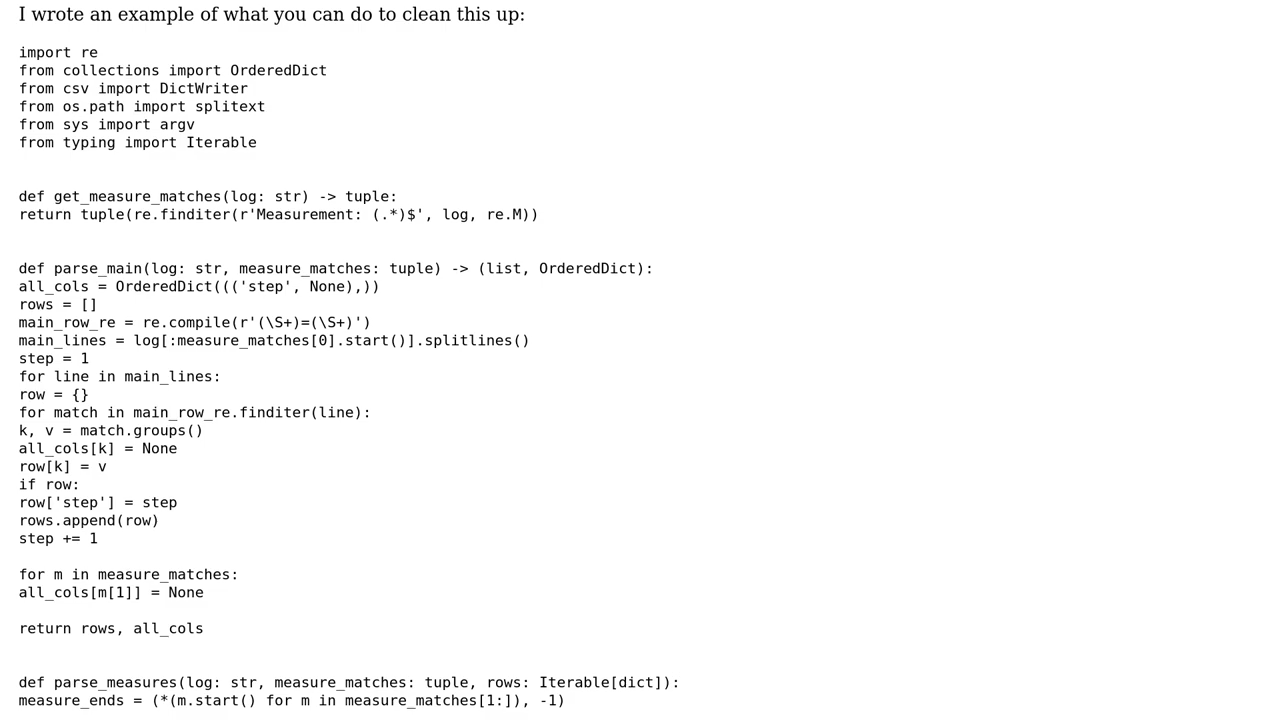 I wrote an example of what you can do to clean this up:
import re
from collections import OrderedDict
from csv import DictWriter
from os.path import splitext
from sys import argv
from typing import Iterable
def get_measure_matches(log: str) -> tuple:
return tuple(re.finditer(r'Measurement: (.*)$', log, re.M))
def parse_main(log: str, measure_matches: tuple) -> (list, OrderedDict):
all_cols = OrderedDict((('step', None),))
rows = []
main_row_re = re.compile(r'(\S+)=(\S+)')
main_lines = log[:measure_matches[0].start()].splitlines()
step = 1
for line in main_lines:
row = {}
for match in main_row_re.finditer(line):
k, v = match.groups()
all_cols[k] = None
row[k] = v
if row:
row['step'] = step
rows.append(row)
step += 1
for m in measure_matches:
all_cols[m[1]] = None
return rows, all_cols
def parse_measures(log: str, measure_matches: tuple, rows: Iterable[dict]):
measure_ends = (*(m.start() for m in measure_matches[1:]), -1)